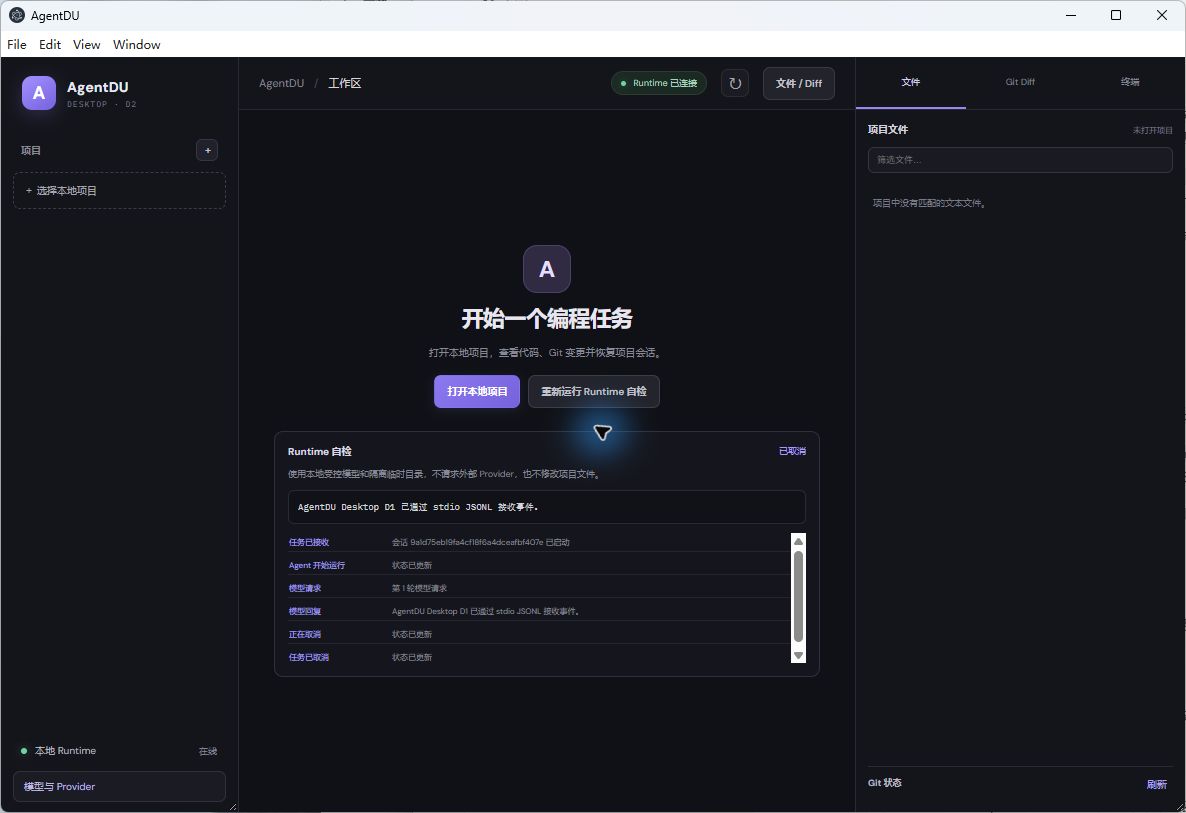 AgentDU
File Edit View Window
A
AgentDU
DESKTOP · D2
项目
+
+ 选择本地项目
本地 Runtime
在线
模型与 Provider
AgentDU / 工作区
Runtime 已连接
文件 / Diff
A
开始一个编程任务
打开本地项目，查看代码、Git 变更并恢复项目会话。
打开本地项目
重新运行 Runtime 自检
Runtime 自检
已取消
使用本地受控模型和隔离临时目录，不请求外部 Provider，也不修改项目文件。
AgentDU Desktop D1 已通过 stdio JSONL 接收事件。
任务已接收 会话 9a1d75eb19fa4cf18f6a4dceafbf407e 已启动
Agent 开始运行 状态已更新
模型请求 第 1 轮模型请求
模型回复 AgentDU Desktop D1 已通过 stdio JSONL 接收事件。
正在取消 状态已更新
任务已取消 状态已更新
文件 Git Diff 终端
项目文件
未打开项目
筛选文件...
项目中没有匹配的文本文件。
Git 状态
刷新